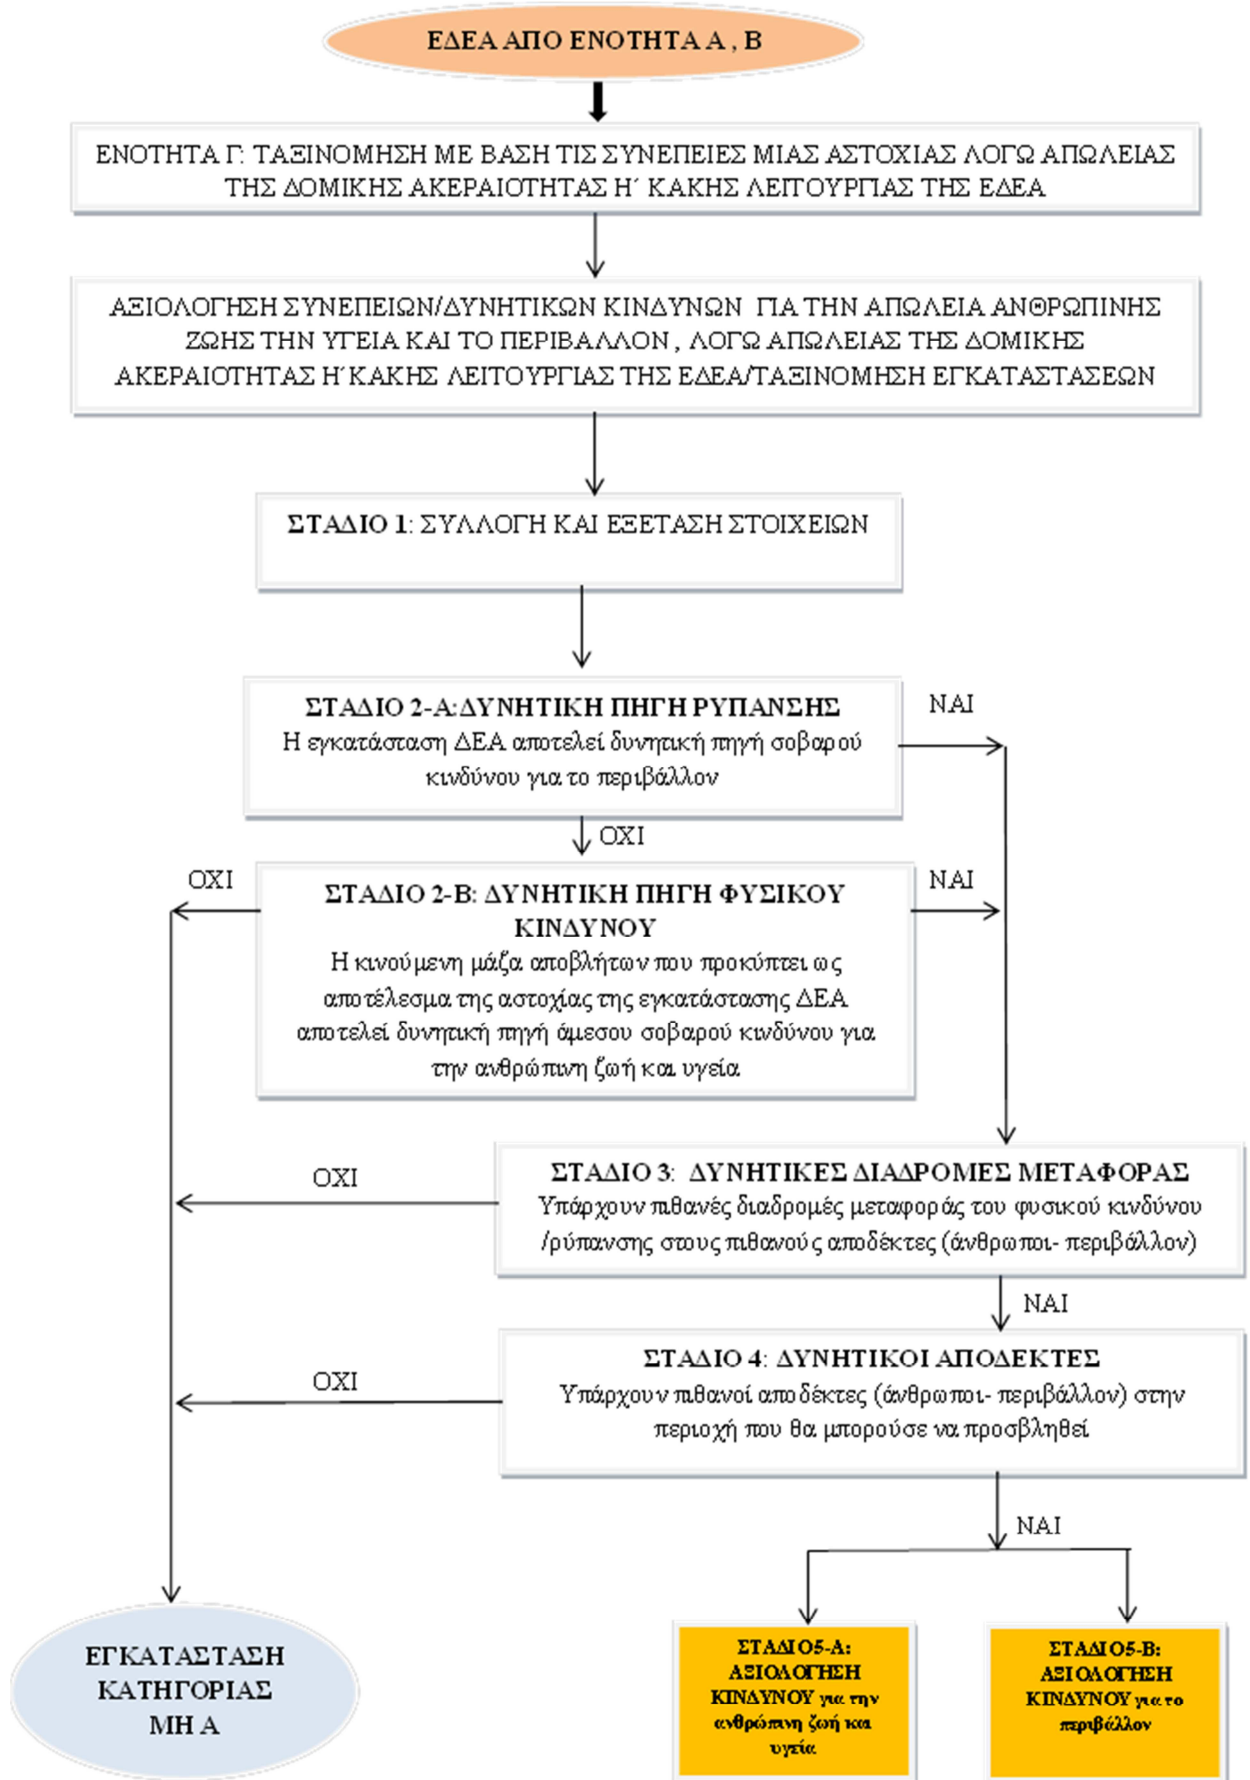 ΕΔΕΑ ΑΠΟ ΕΝΟΤΗΤΑ Α , Β
ΕΝΟΤΗΤΑ Γ: ΤΑΞΙΝΟΜΗΣΗ ΜΕ ΒΑΣΗ ΤΙΣ ΣΥΝΕΠΕΙΕΣ ΜΙΑΣ ΑΣΤΟΧΙΑΣ ΛΟΓΩ ΑΠΩΛΕΙΑΣ
ΤΗΣ ΔΟΜΙΚΗΣ ΑΚΕΡΑΙΟΤΗΤΑΣ Η΄ ΚΑΚΗΣ ΛΕΙΤΟΥΡΓΙΑΣ ΤΗΣ ΕΔΕΑ
ΑΞΙΟΛΟΓΗΣΗ ΣΥΝΕΠΕΙΩΝ/ΔΥΝΗΤΙΚΩΝ ΚΙΝΔΥΝΩΝ ΓΙΑ ΤΗΝ ΑΠΩΛΕΙΑ ΑΝΘΡΩΠΙΝΗΣ
ΖΩΗΣ ΤΗΝ ΥΓΕΙΑ ΚΑΙ ΤΟ ΠΕΡΙΒΑΛΛΟΝ , ΛΟΓΩ ΑΠΩΛΕΙΑΣ ΤΗΣ ΔΟΜΙΚΗΣ
ΑΚΕΡΑΙΟΤΗΤΑΣ Η΄ ΚΑΚΗΣ ΛΕΙΤΟΥΡΓΙΑΣ ΤΗΣ ΕΔΕΑ/ΤΑΞΙΝΟΜΗΣΗ ΕΓΚΑΤΑΣΤΑΣΕΩΝ
ΣΤΑΔΙΟ 1: ΣΥΛΛΟΓΗ ΚΑΙ ΕΞΕΤΑΣΗ ΣΤΟΙΧΕΙΩΝ
ΣΤΑΔΙΟ 2-Α:ΔΥΝΗΤΙΚΗ ΠΗΓΗ ΡΥΠΑΝΣΗΣ
Η εγκατάσταση ΔΕΑ αποτελεί δυνητική πηγή σοβαρού
κινδύνου για το περιβάλλον
ΝΑΙ
ΟΧΙ
ΟΧΙ
ΣΤΑΔΙΟ 2-Β: ΔΥΝΗΤΙΚΗ ΠΗΓΗ ΦΥΣΙΚΟΥ
ΚΙΝΔΥΝΟΥ
Η κινούμενη μάζα αποβλήτων που προκύπτει ως
αποτέλεσμα της αστοχίας της εγκατάστασης ΔΕΑ
αποτελεί δυνητική πηγή άμεσου σοβαρού κινδύνου για
την ανθρώπινη ζωή και υγεία
ΝΑΙ
ΟΧΙ
ΣΤΑΔΙΟ 3: ΔΥΝΗΤΙΚΕΣ ΔΙΑΔΡΟΜΕΣ ΜΕΤΑΦΟΡΑΣ
Υπάρχουν πιθανές διαδρομές μεταφοράς του φυσικού κινδύνου
/ρύπανσης στους πιθανούς αποδέκτες (άνθρωποι- περιβάλλον)
ΝΑΙ
ΟΧΙ
ΣΤΑΔΙΟ 4: ΔΥΝΗΤΙΚΟΙ ΑΠΟΔΕΚΤΕΣ
Υπάρχουν πιθανοί αποδέκτες (άνθρωποι- περιβάλλον) στην
περιοχή που θα μπορούσε να προσβληθεί
ΝΑΙ
ΕΓΚΑΤΑΣΤΑΣΗ
ΚΑΤΗΓΟΡΙΑΣ
ΜΗ Α
ΣΤΑΔΙΟ5-Α:
ΑΞΙΟΛΟΓΗΣΗ
ΚΙΝΔΥΝΟΥ για την
ανθρώπινη ζωή και
υγεία
ΣΤΑΔΙΟ5-Β:
ΑΞΙΟΛΟΓΗΣΗ
ΚΙΝΔΥΝΟΥ για το
περιβάλλον